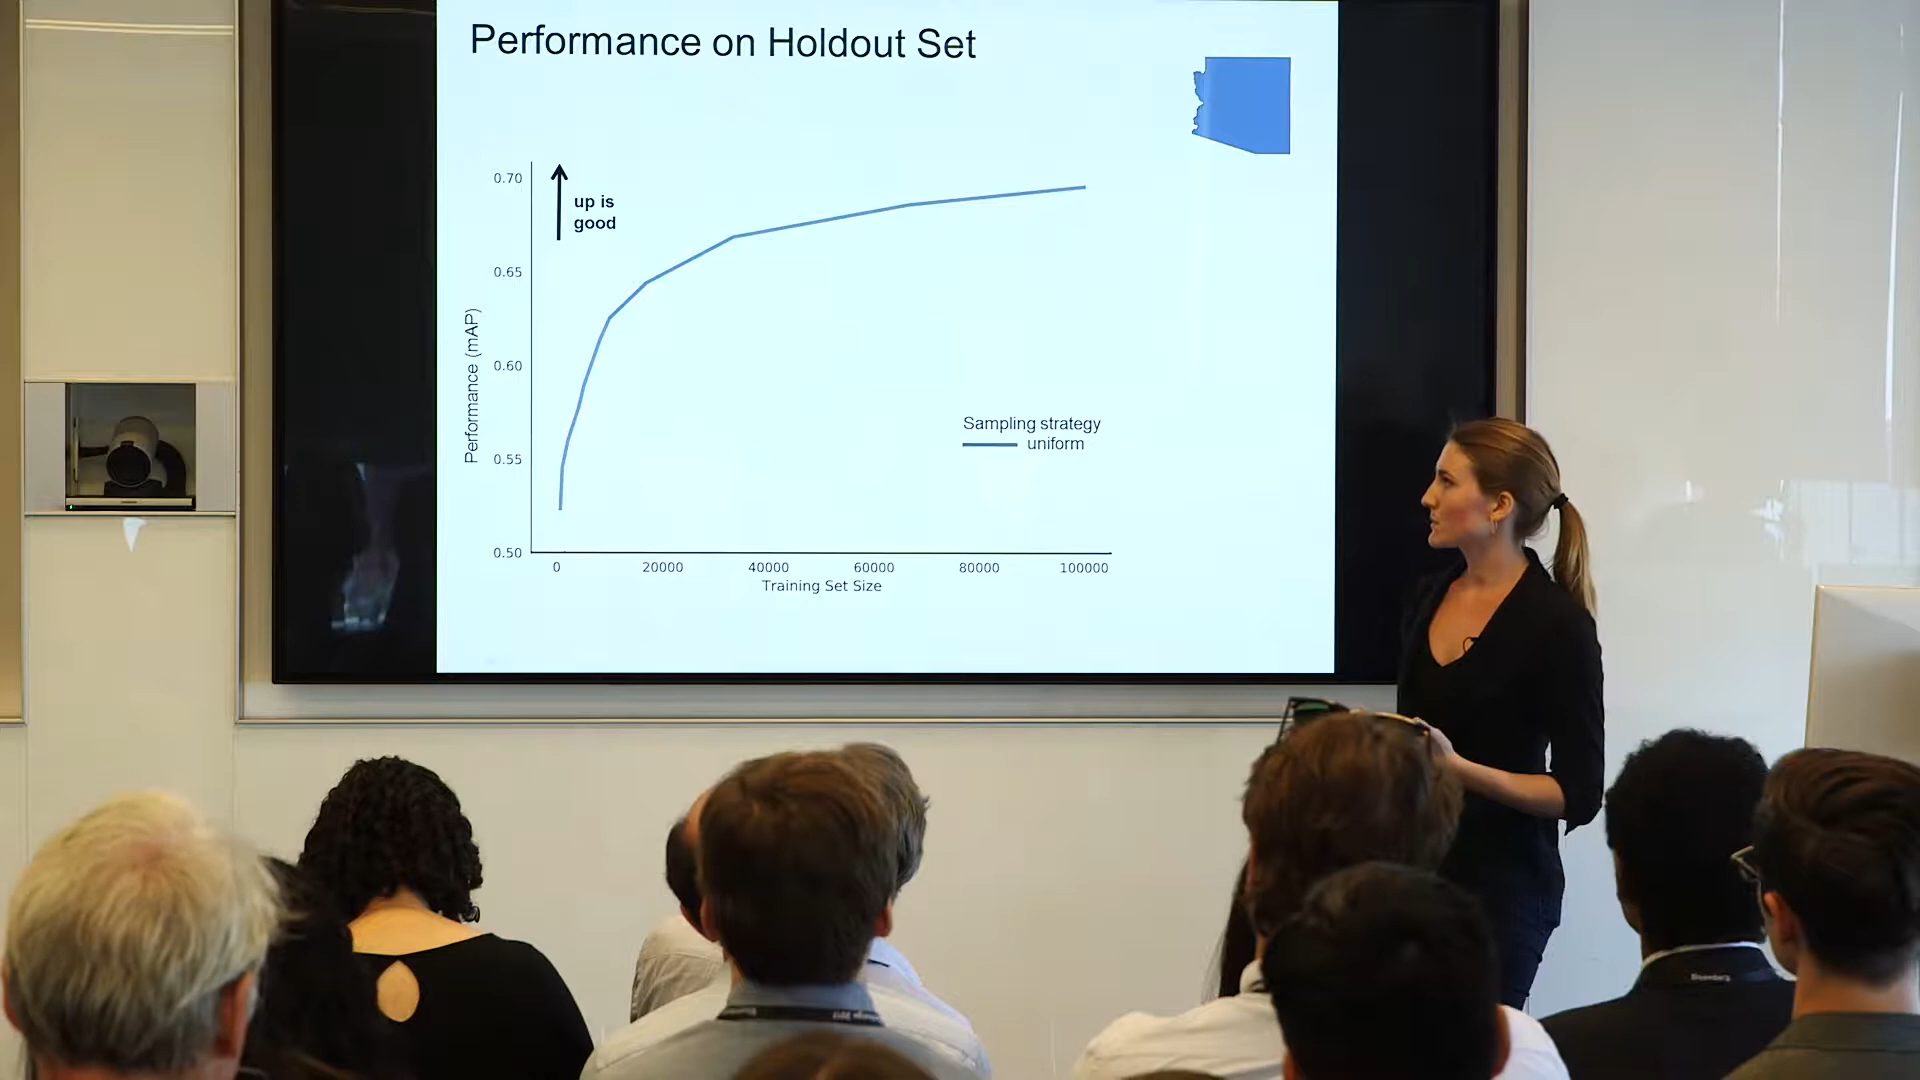 Performance on Holdout Set
0.70
up is
good
0.65
0.60
0.55
0.50
Performance (mAP)
Sampling strategy
uniform
0 20000 40000 60000 80000 100000
Training Set Size
Bloomberg